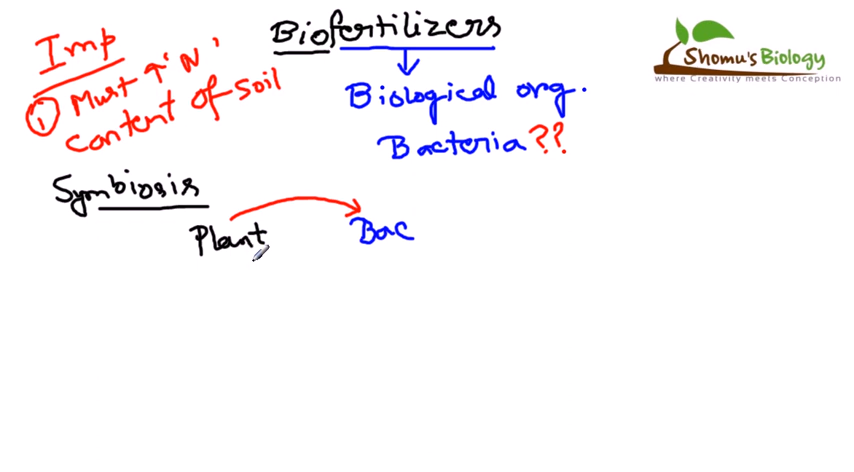 Imp
① Must ↑ 'N'
content of soil
Biofertilizers
↓
Biological org.
Bacteria ??
Symbiosis
Plant → Bac
Shomu's Biology
Where Creativity meets Conception